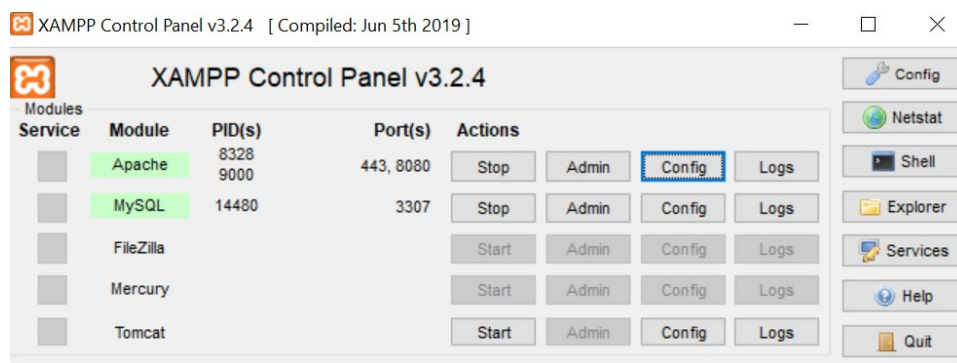 XAMPP Control Panel v3.2.4 [ Compiled: Jun 5th 2019 ]
XAMPP Control Panel v3.2.4
Config
Modules
Service Module PID(s) Port(s) Actions
Netstat
Apache 8328 9000 443, 8080 Stop Admin Config Logs
Shell
MySQL 14480 3307 Stop Admin Config Logs
Explorer
FileZilla Start Admin Config Logs
Services
Mercury Start Admin Config Logs
Help
Tomcat Start Admin Config Logs
Quit